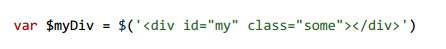 var $myDiv = $('<div id="my" class="some"></div>')